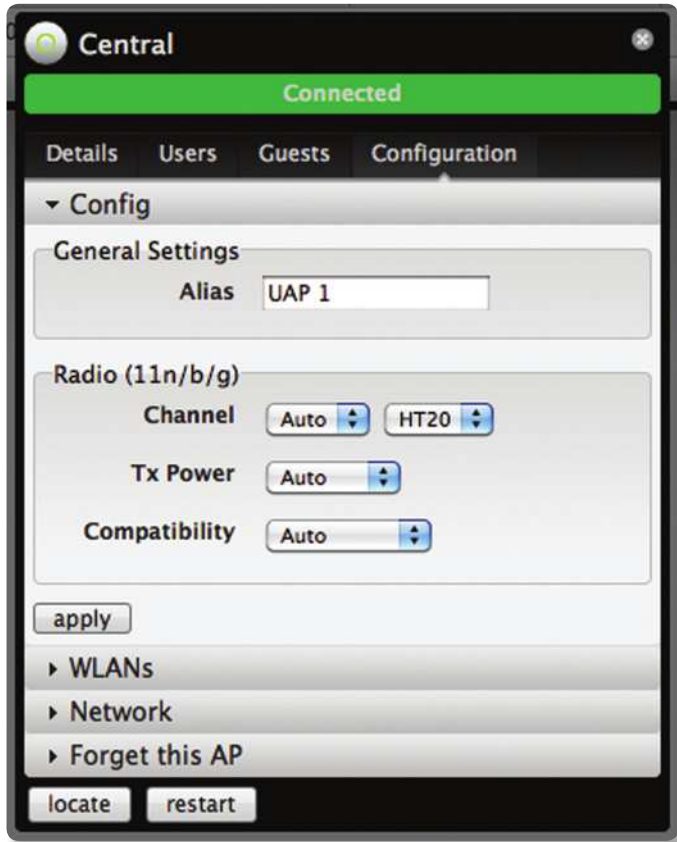 Central
Connected
Details Users Guests Configuration
Config
General Settings
Alias UAP 1
Radio (11n/b/g)
Channel Auto HT20
Tx Power Auto
Compatibility Auto
apply
WLANs
Network
Forget this AP
locate restart